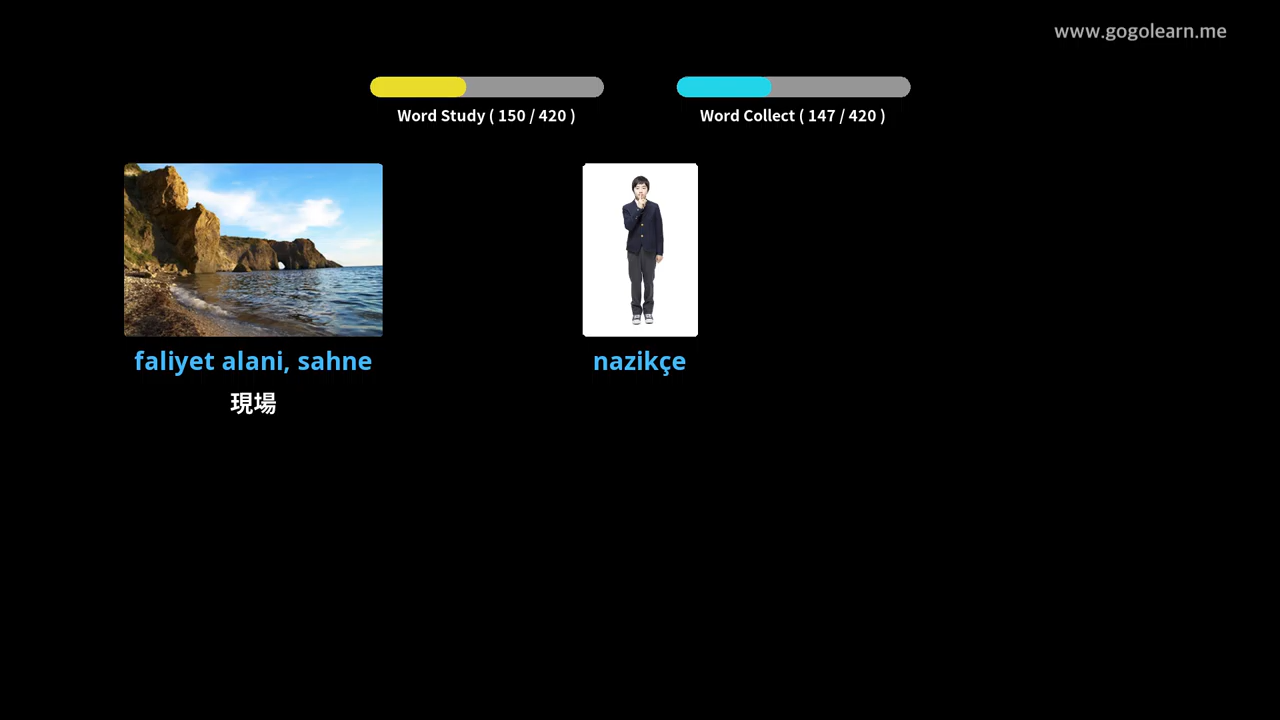 www.gogolearn.me
Word Study ( 150 / 420 )
Word Collect ( 147 / 420 )
faliyet alani, sahne
nazikçe
現場